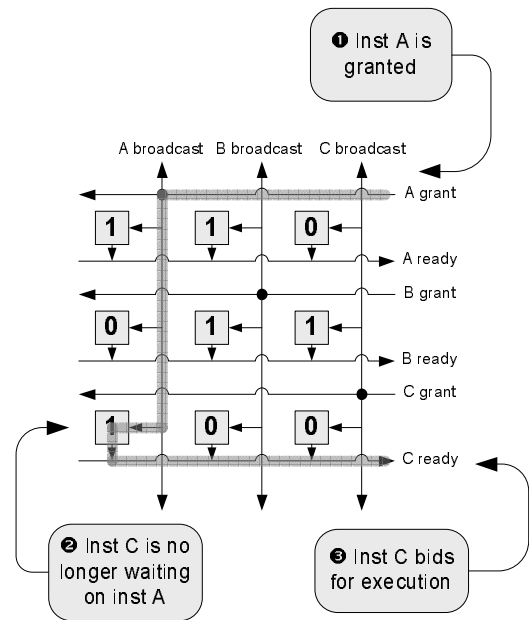 ❶ Inst A is
granted
A broadcast B broadcast C broadcast
A grant
1 1 0
A ready
B grant
0 1 1
B ready
C grant
1 0 0
C ready
❷ Inst C is no
longer waiting
on inst A
❸ Inst C bids
for execution